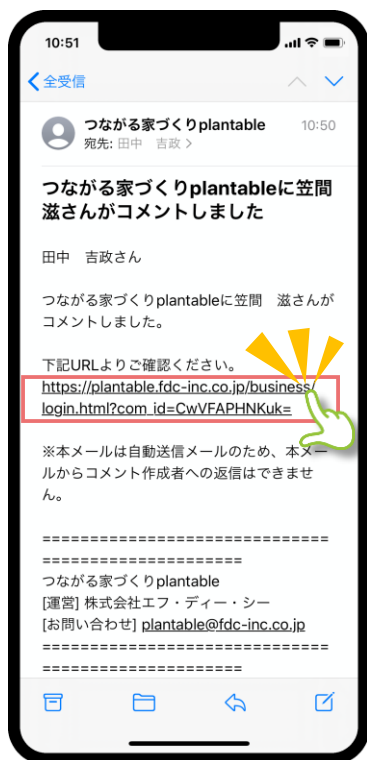 10:51
全受信
つながる家づくりplantable 10:50
宛先: 田中　吉政
つながる家づくりplantableに笠間
滋さんがコメントしました
田中　吉政さん
つながる家づくりplantableに笠間　滋さんが
コメントしました。
下記URLよりご確認ください。
https://plantable.fdc-inc.co.jp/business/
login.html?com_id=CwVFAPHNKuk=
※本メールは自動送信メールのため、本メー
ルからコメント作成者への返信はできませ
ん。
==============================
=====================
つながる家づくりplantable
[運営] 株式会社エフ・ディー・シー
[お問い合わせ] plantable@fdc-inc.co.jp
==============================
=====================